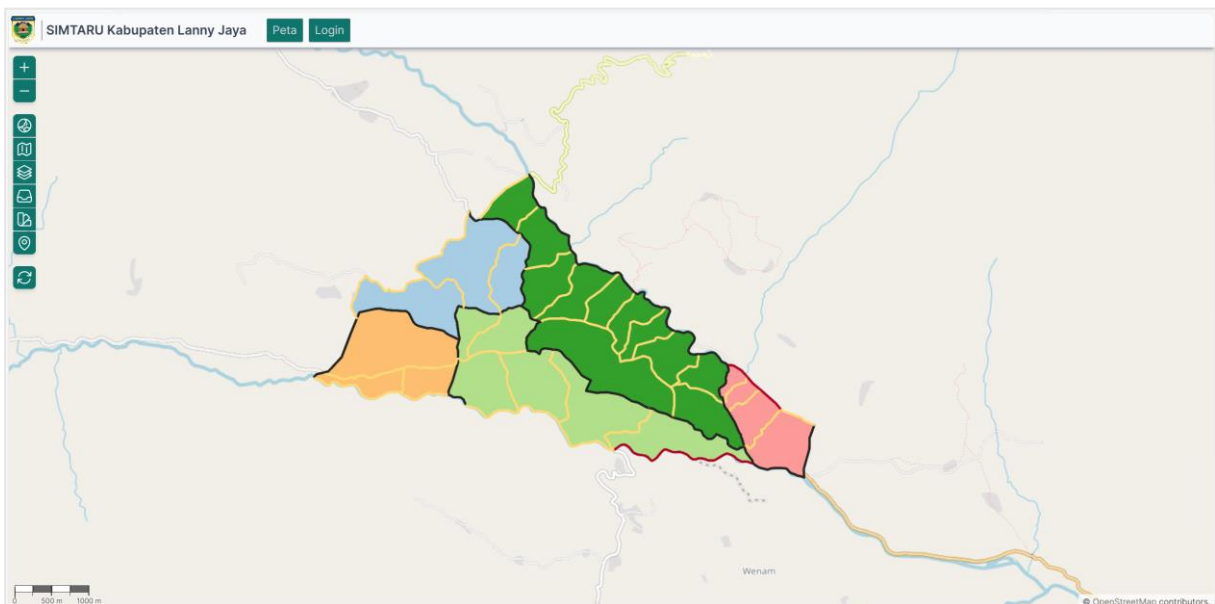 SIMTARU Kabupaten Lanny Jaya
Peta
Login
Wenam
0 500 m 1000 m
© OpenStreetMap contributors.